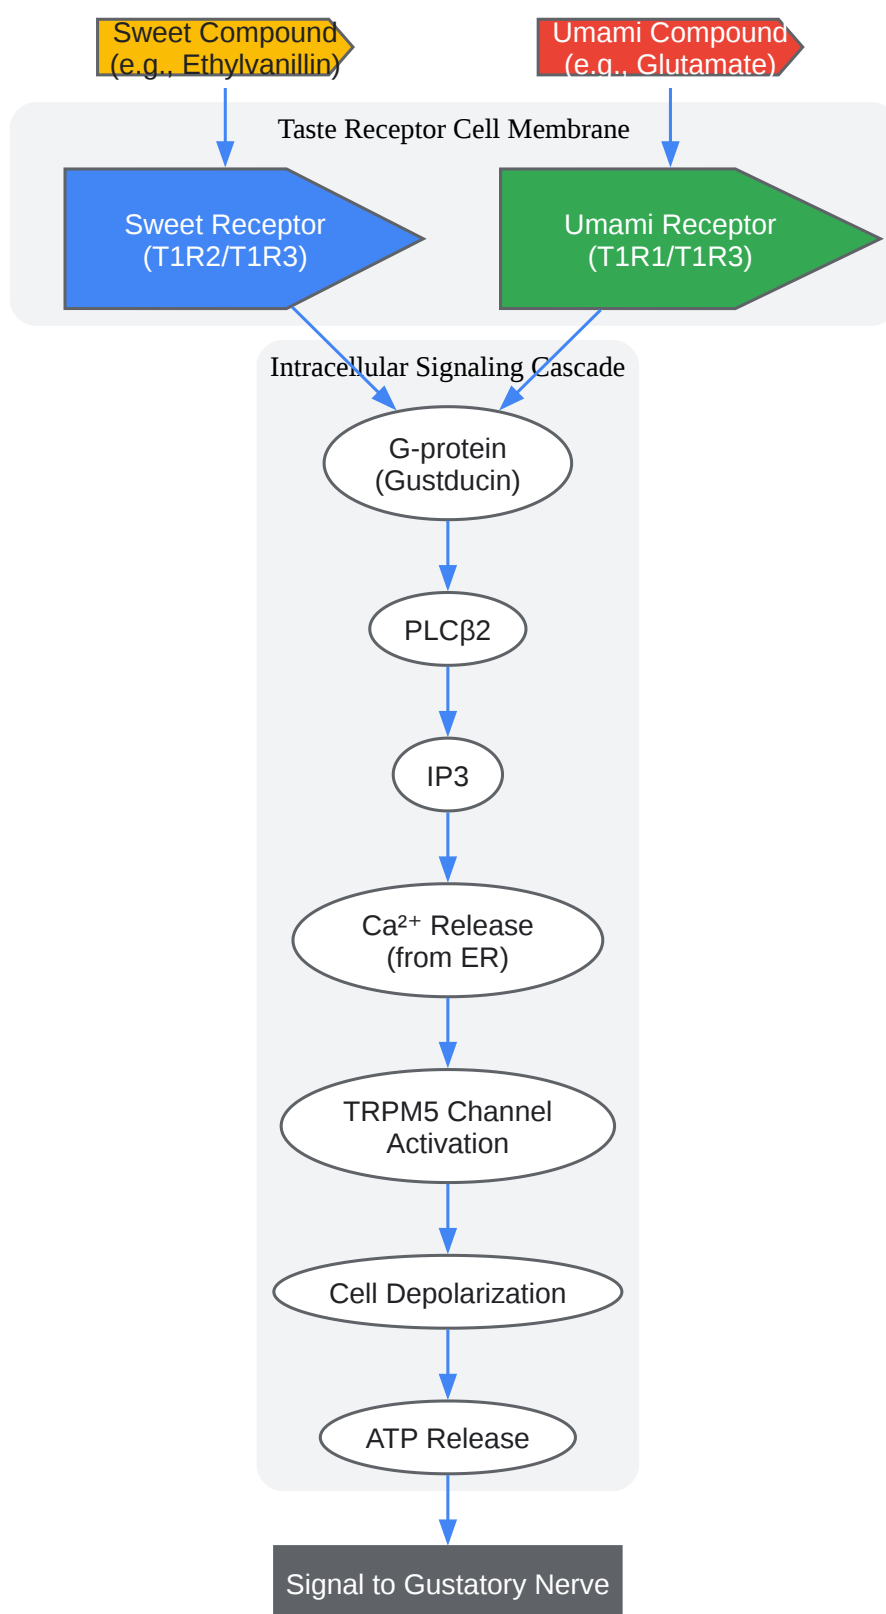 Sweet Compound
(e.g., Ethylvanillin)
Umami Compound
(e.g., Glutamate)
Taste Receptor Cell Membrane
Sweet Receptor
(T1R2/T1R3)
Umami Receptor
(T1R1/T1R3)
Intracellular Signaling Cascade
G-protein
(Gustducin)
PLCβ2
IP3
Ca²⁺ Release
(from ER)
TRPM5 Channel
Activation
Cell Depolarization
ATP Release
Signal to Gustatory Nerve